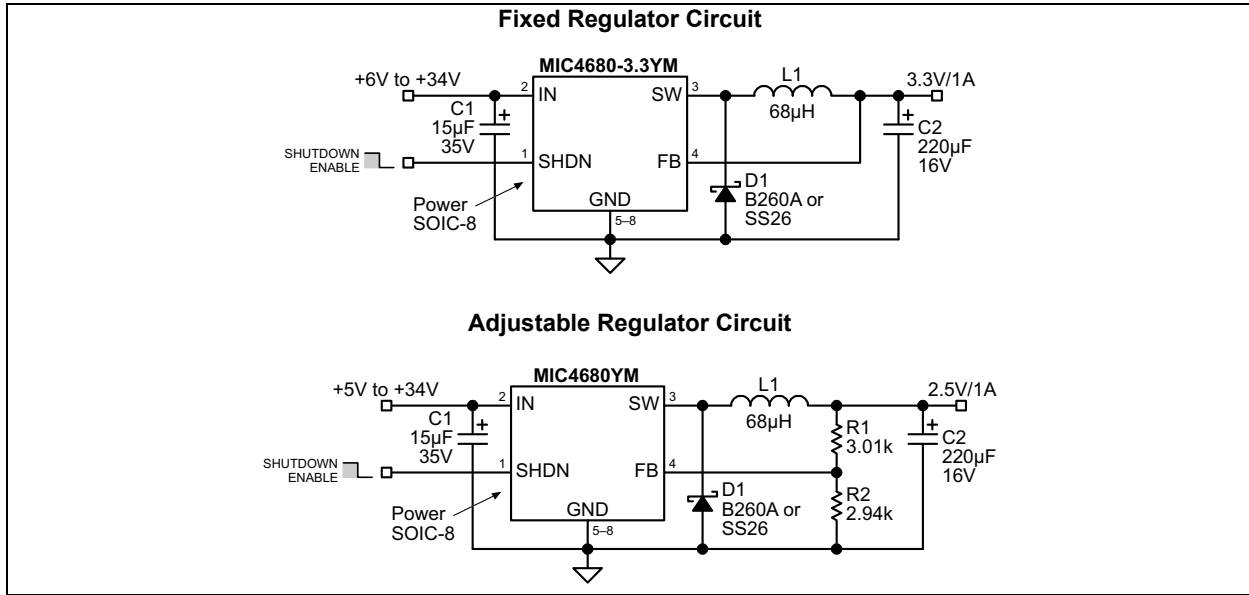 Fixed Regulator Circuit
MIC4680-3.3YM
+6V to +34V
2
IN
SW
3
L1
68µH
3.3V/1A
C1
15µF
35V
+
SHUTDOWN
ENABLE
1
SHDN
FB
4
+
C2
220µF
16V
Power
SOIC-8
GND
5–8
D1
B260A or
SS26
Adjustable Regulator Circuit
MIC4680YM
+5V to +34V
2
IN
SW
3
L1
68µH
2.5V/1A
C1
15µF
35V
+
SHUTDOWN
ENABLE
1
SHDN
FB
4
R1
3.01k
+
C2
220µF
16V
R2
2.94k
Power
SOIC-8
GND
5–8
D1
B260A or
SS26